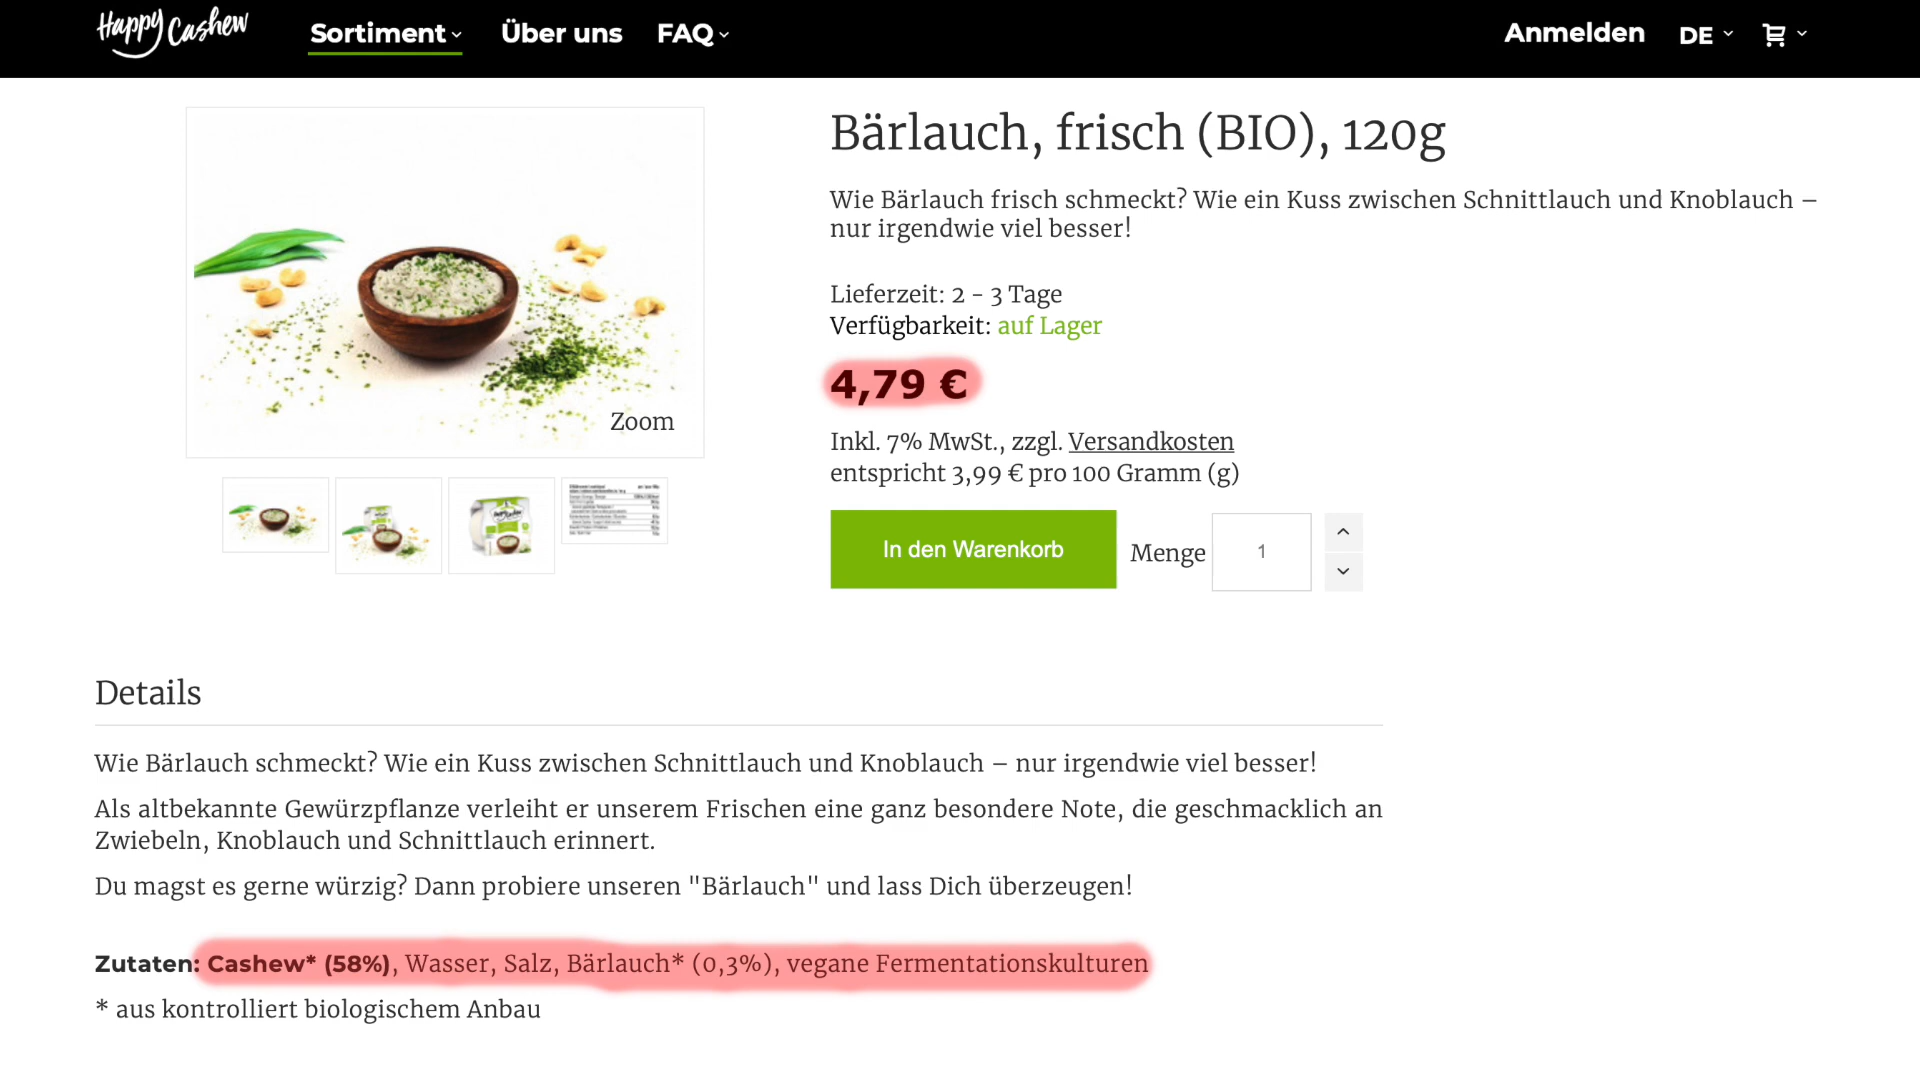 Happy Cashew
Sortiment
Über uns
FAQ
Anmelden
DE
Bärlauch, frisch (BIO), 120g
Wie Bärlauch frisch schmeckt? Wie ein Kuss zwischen Schnittlauch und Knoblauch –
nur irgendwie viel besser!
Lieferzeit: 2 - 3 Tage
Verfügbarkeit: auf Lager
4,79 €
Inkl. 7% MwSt., zzgl. Versandkosten
entspricht 3,99 € pro 100 Gramm (g)
In den Warenkorb
Menge
1
Zoom
Details
Wie Bärlauch schmeckt? Wie ein Kuss zwischen Schnittlauch und Knoblauch – nur irgendwie viel besser!
Als altbekannte Gewürzpflanze verleiht er unserem Frischen eine ganz besondere Note, die geschmacklich an
Zwiebeln, Knoblauch und Schnittlauch erinnert.
Du magst es gerne würzig? Dann probiere unseren "Bärlauch" und lass Dich überzeugen!
Zutaten: Cashew* (58%), Wasser, Salz, Bärlauch* (0,3%), vegane Fermentationskulturen
* aus kontrolliert biologischem Anbau